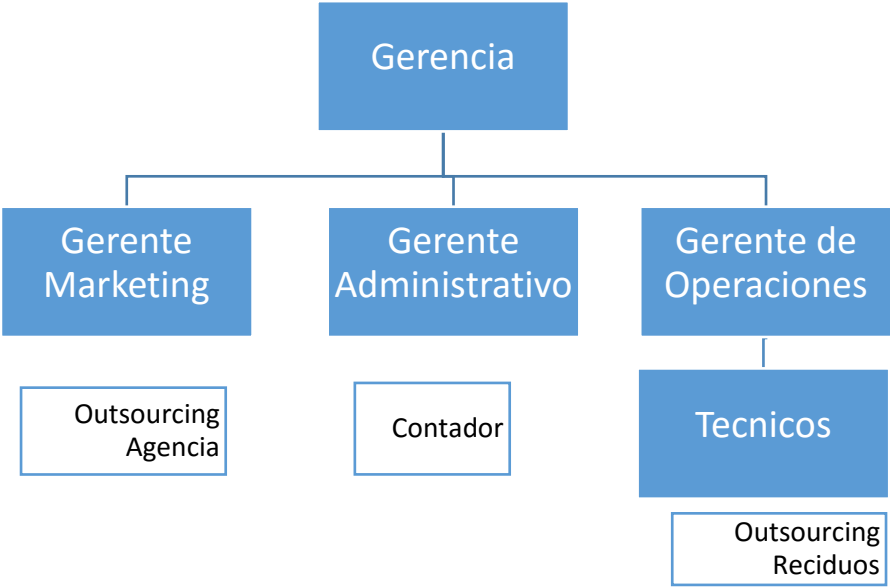 Gerencia
Gerente
Marketing
Gerente
Administrativo
Gerente de
Operaciones
Outsourcing
Agencia
Contador
Tecnicos
Outsourcing
Reciduos